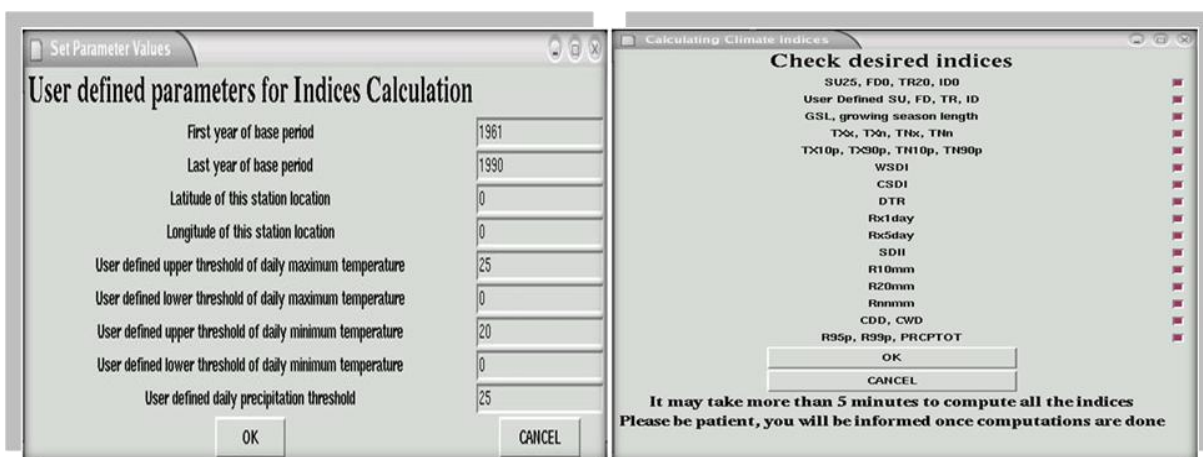 Set Parameter Values
User defined parameters for Indices Calculation
First year of base period 1961
Last year of base period 1990
Latitude of this station location 0
Longitude of this station location 0
User defined upper threshold of daily maximum temperature 25
User defined lower threshold of daily maximum temperature 0
User defined upper threshold of daily minimum temperature 20
User defined lower threshold of daily minimum temperature 0
User defined daily precipitation threshold 25
OK CANCEL
Calculating Climate Indices
Check desired indices
SU25, FD0, TR20, ID0
User Defined SU, FD, TR, ID
GSL, growing season length
TXx, TXn, TNx, TNn
TX10p, TX90p, TN10p, TN90p
WSDI
CSDI
DTR
Rx1day
Rx5day
SDII
R10mm
R20mm
Rnnmm
CDD, CWD
R95p, R99p, PRCPTOT
OK
CANCEL
It may take more than 5 minutes to compute all the indices
Please be patient, you will be informed once computations are done